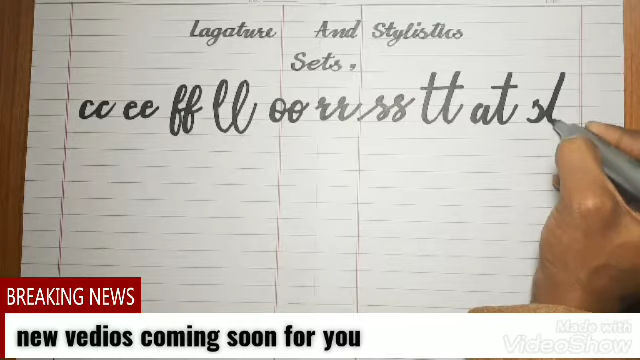 Lagature And Stylistics
Sets,
cc ee ff ll oo rr ss tt at sl
BREAKING NEWS
new vedios coming soon for you
Made with
VideoShow